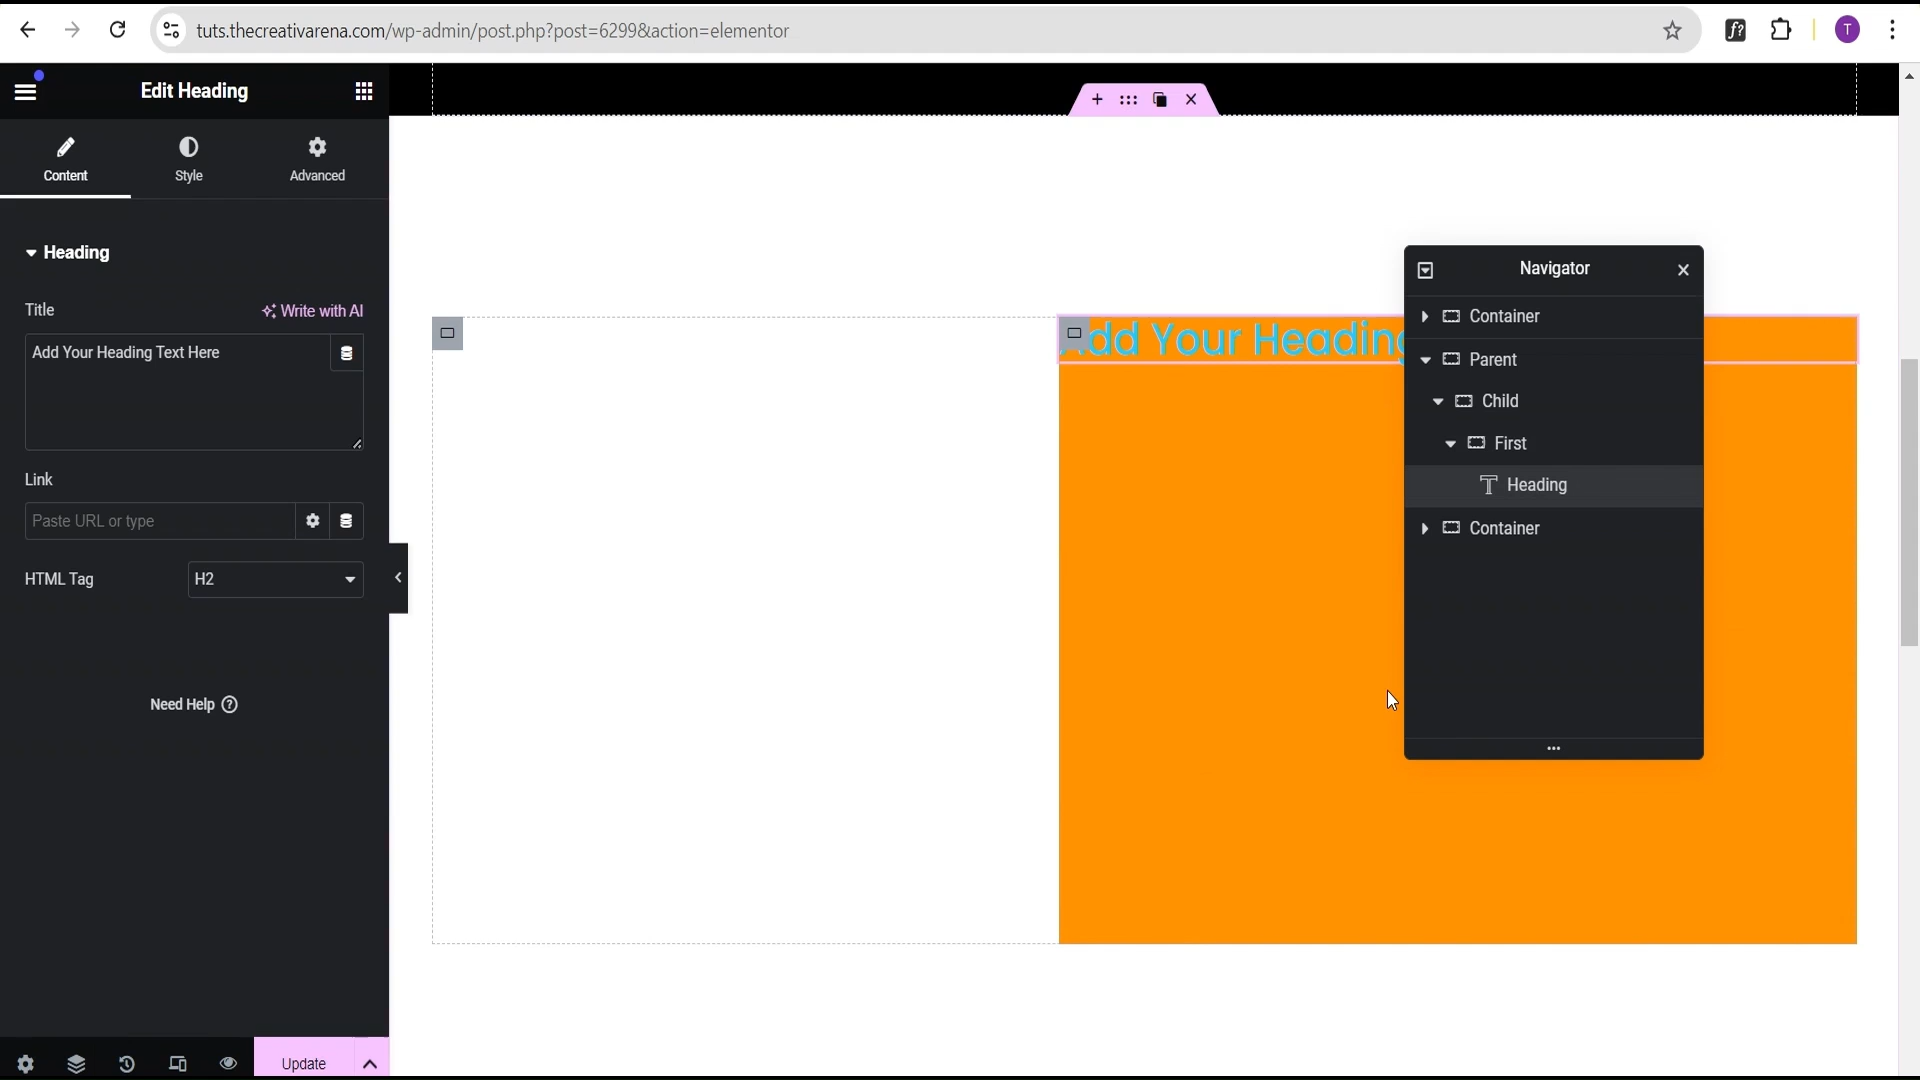 tuts.thecreativarena.com/wp-admin/post.php?post=6299&action=elementor
f?
T
Edit Heading
Content
Style
Advanced
Heading
Title
Write with AI
Add Your Heading Text Here
Link
Paste URL or type
HTML Tag
H2
Need Help ?
Update
Add Your Heading
Navigator
Container
Parent
Child
First
Heading
Container